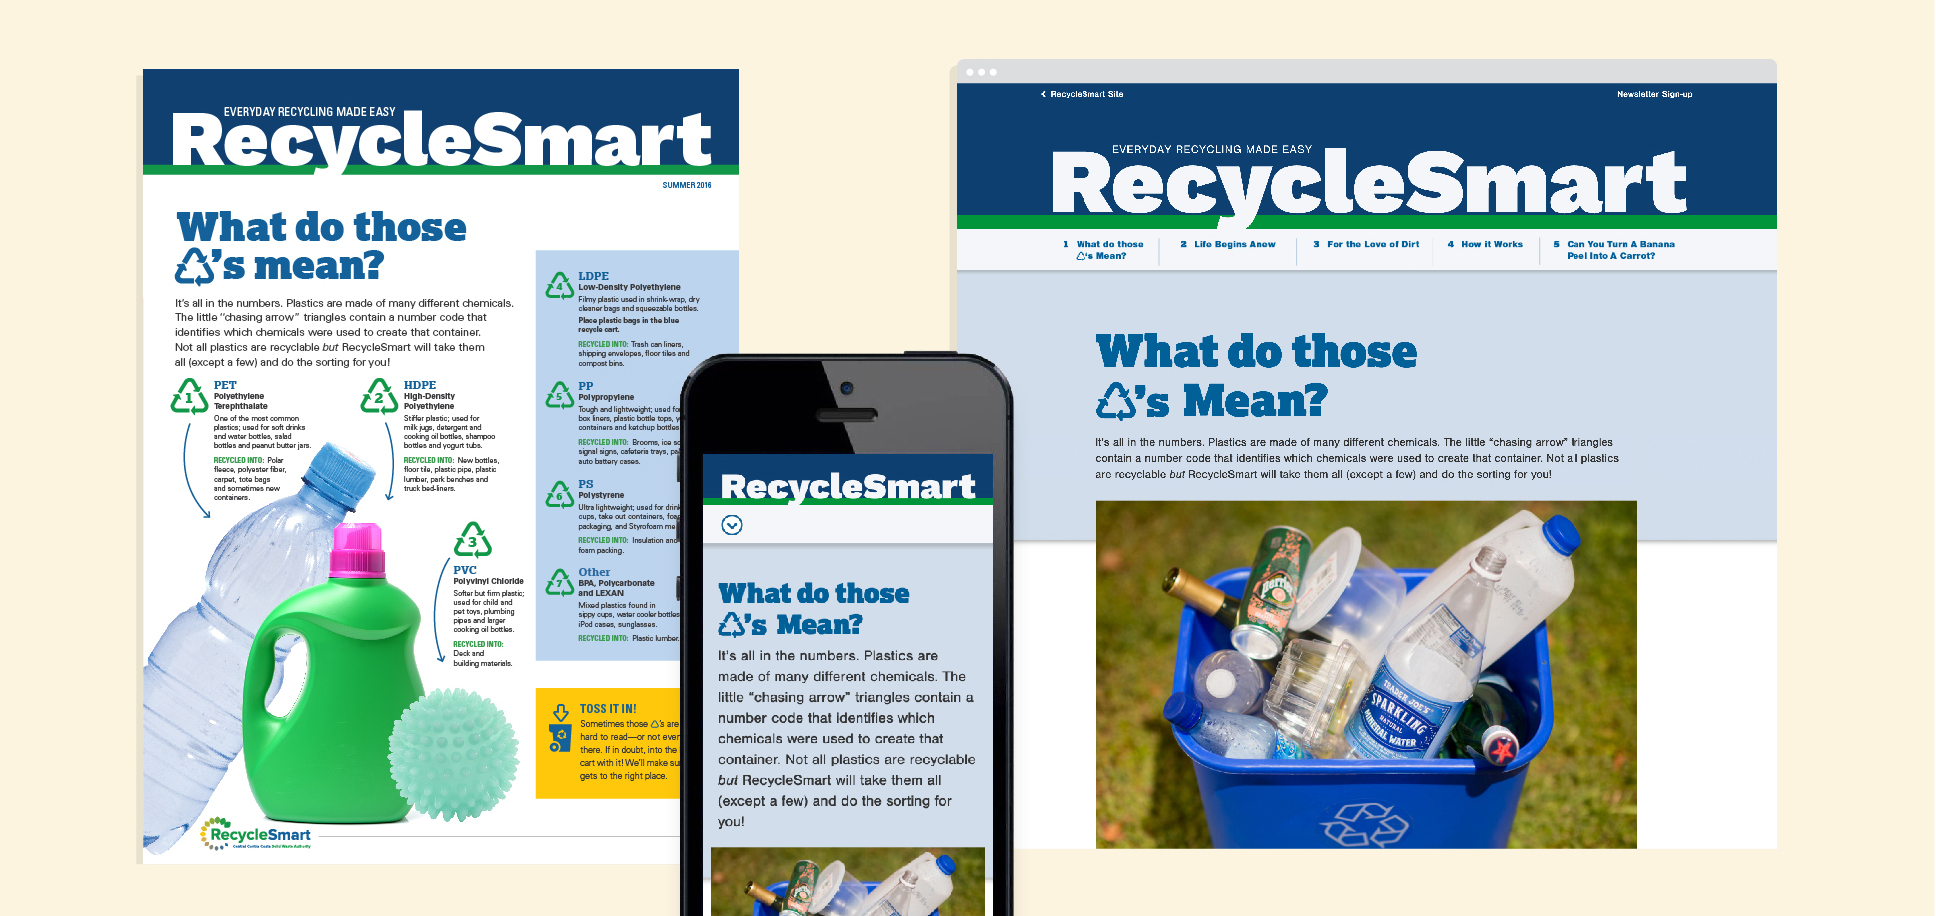 EVERYDAY RECYCLING MADE EASY
RecycleSmart
SUMMER 2016
What do those
's mean?
It's all in the numbers. Plastics are made of many different chemicals.
The little "chasing arrow" triangles contain a number code that
identifies which chemicals were used to create that container.
Not all plastics are recyclable but RecycleSmart will take them
all (except a few) and do the sorting for you!
1
PET
Polyethylene
Terephthalate
One of the most common
plastics; used for soft drinks
and water bottles, salad
bottles and peanut butter jars.
RECYCLED INTO: Polar
fleece, polyester fiber,
carpet, tote bags
and sometimes new
containers.
2
HDPE
High-Density
Polyethylene
Stiffer plastic; used for
milk jugs, detergent and
cooking oil bottles, shampoo
bottles and yogurt tubs.
RECYCLED INTO: New bottles,
floor tile, plastic pipe, plastic
lumber, park benches and
truck bed-liners.
3
PVC
Polyvinyl Chloride
Softer but firm plastic;
used for child and
pet toys, plumbing
pipes and larger
cooking oil bottles.
RECYCLED INTO:
Deck and
building materials.
4
LDPE
Low-Density Polyethylene
Filmy plastic used in shrink-wrap, dry
cleaner bags and squeezable bottles.
Place plastic bags in the blue
recycle cart.
RECYCLED INTO: Trash can liners,
shipping envelopes, floor tiles and
compost bins.
5
PP
Polypropylene
Tough and lightweight; used for
box liners, plastic bottle tops,
containers and ketchup bottles
RECYCLED INTO: Brooms, ice
signal signs, cafeteria trays,
auto battery cases.
6
PS
Polystyrene
Ultra lightweight; used for drink
cups, take out containers,
packaging, and Styrofoam
RECYCLED INTO: Insulation and
foam packing.
7
Other
BPA, Polycarbonate
and LEXAN
Mixed plastics found in
sippy cups, water cooler bottles
iPod cases, sunglasses.
RECYCLED INTO: Plastic lumber.
TOSS IT IN!
Sometimes those 's are
hard to read—or not even
there. If in doubt, into the
cart with it! We'll make
gets to the right place.
RecycleSmart
Central Contra Costa Solid Waste Authority
RecycleSmart
What do those
's Mean?
It's all in the numbers. Plastics are
made of many different chemicals. The
little "chasing arrow" triangles contain a
number code that identifies which
chemicals were used to create that
container. Not all plastics are recyclable
but RecycleSmart will take them all
(except a few) and do the sorting for
you!
RecycleSmart Site
Newsletter Sign-up
EVERYDAY RECYCLING MADE EASY
RecycleSmart
1 What do those
's Mean?
2 Life Begins Anew
3 For the Love of Dirt
4 How it Works
5 Can You Turn A Banana
Peel Into A Carrot?
What do those
's Mean?
It's all in the numbers. Plastics are made of many different chemicals. The little "chasing arrow" triangles
contain a number code that identifies which chemicals were used to create that container. Not all plastics
are recyclable but RecycleSmart will take them all (except a few) and do the sorting for you!
Perrier
TRADER JOE'S
SPARKLING
NATURAL
MINERAL WATER